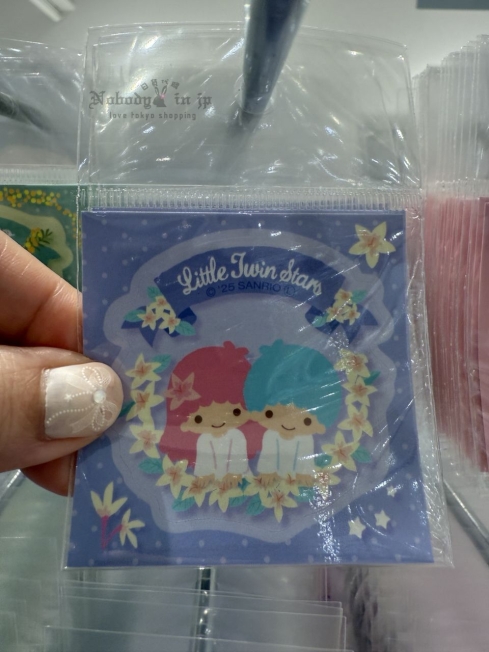 Nobody in jp
love tokyo shopping
Little Twin Stars
© '25 SANRIO